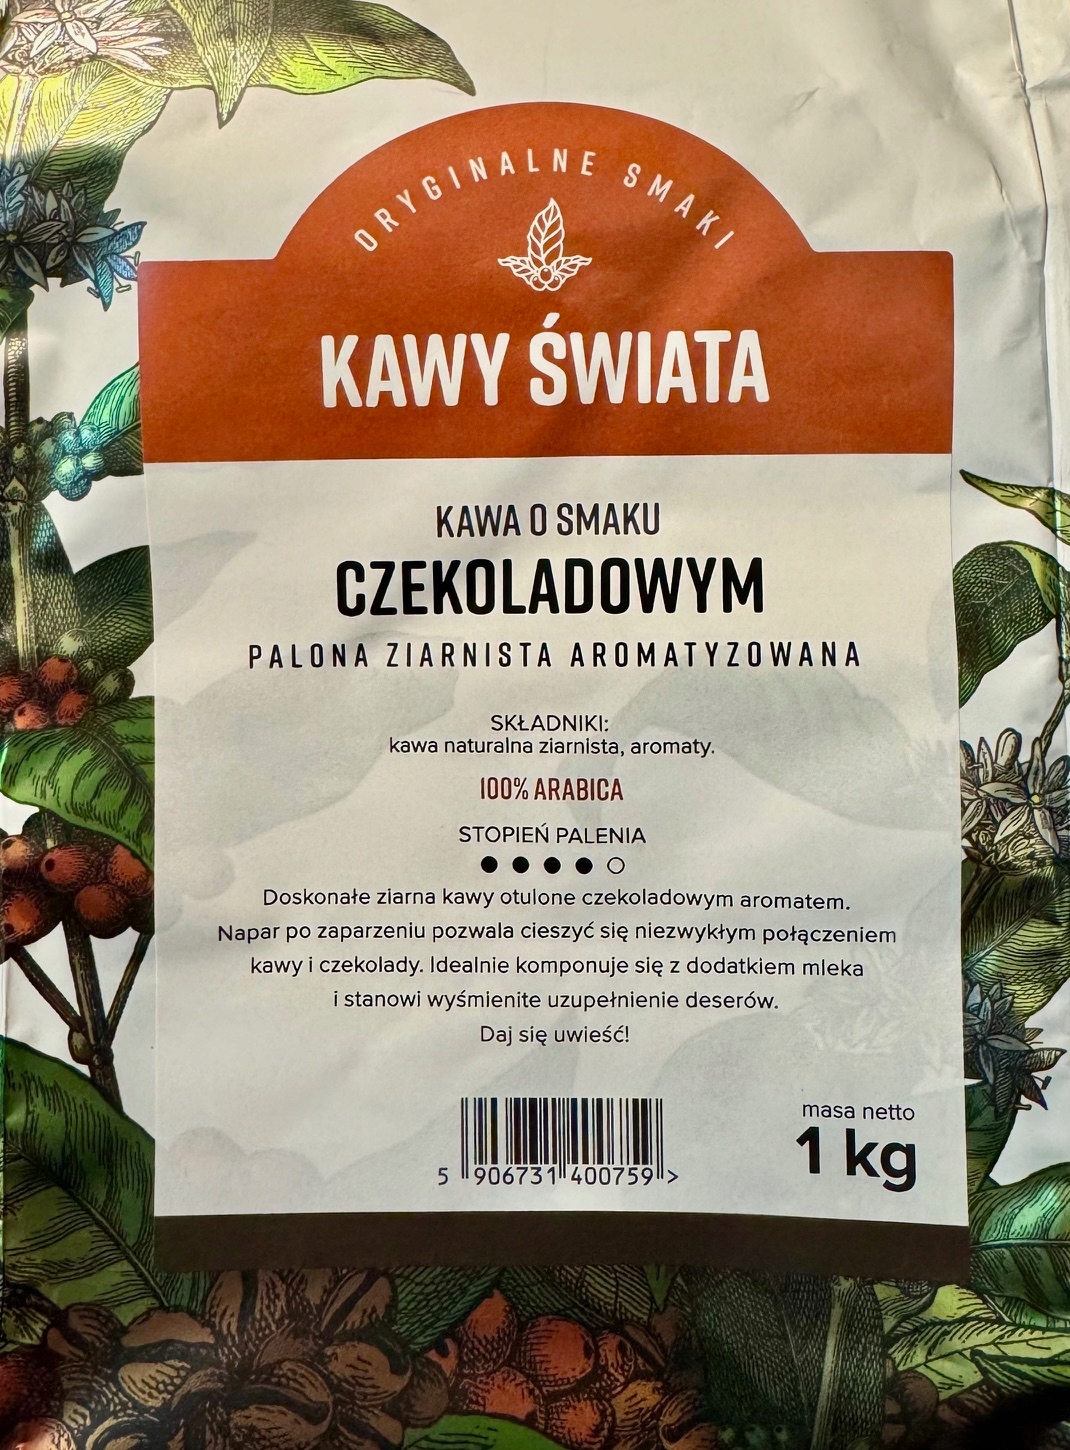 ORYGINALNE SMAKI
KAWY ŚWIATA
KAWA O SMAKU
CZEKOLADOWYM
PALONA ZIARNISTA AROMATYZOWANA
SKŁADNIKI:
kawa naturalna ziarnista, aromaty.
100% ARABICA
STOPIEŃ PALENIA
Doskonałe ziarna kawy otulone czekoladowym aromatem.
Napar po zaparzeniu pozwala cieszyć się niezwykłym połączeniem
kawy i czekolady. Idealnie komponuje się z dodatkiem mleka
i stanowi wyśmienite uzupełnienie deserów.
Daj się uwieść!
masa netto
1 kg
5 906731 400759 >